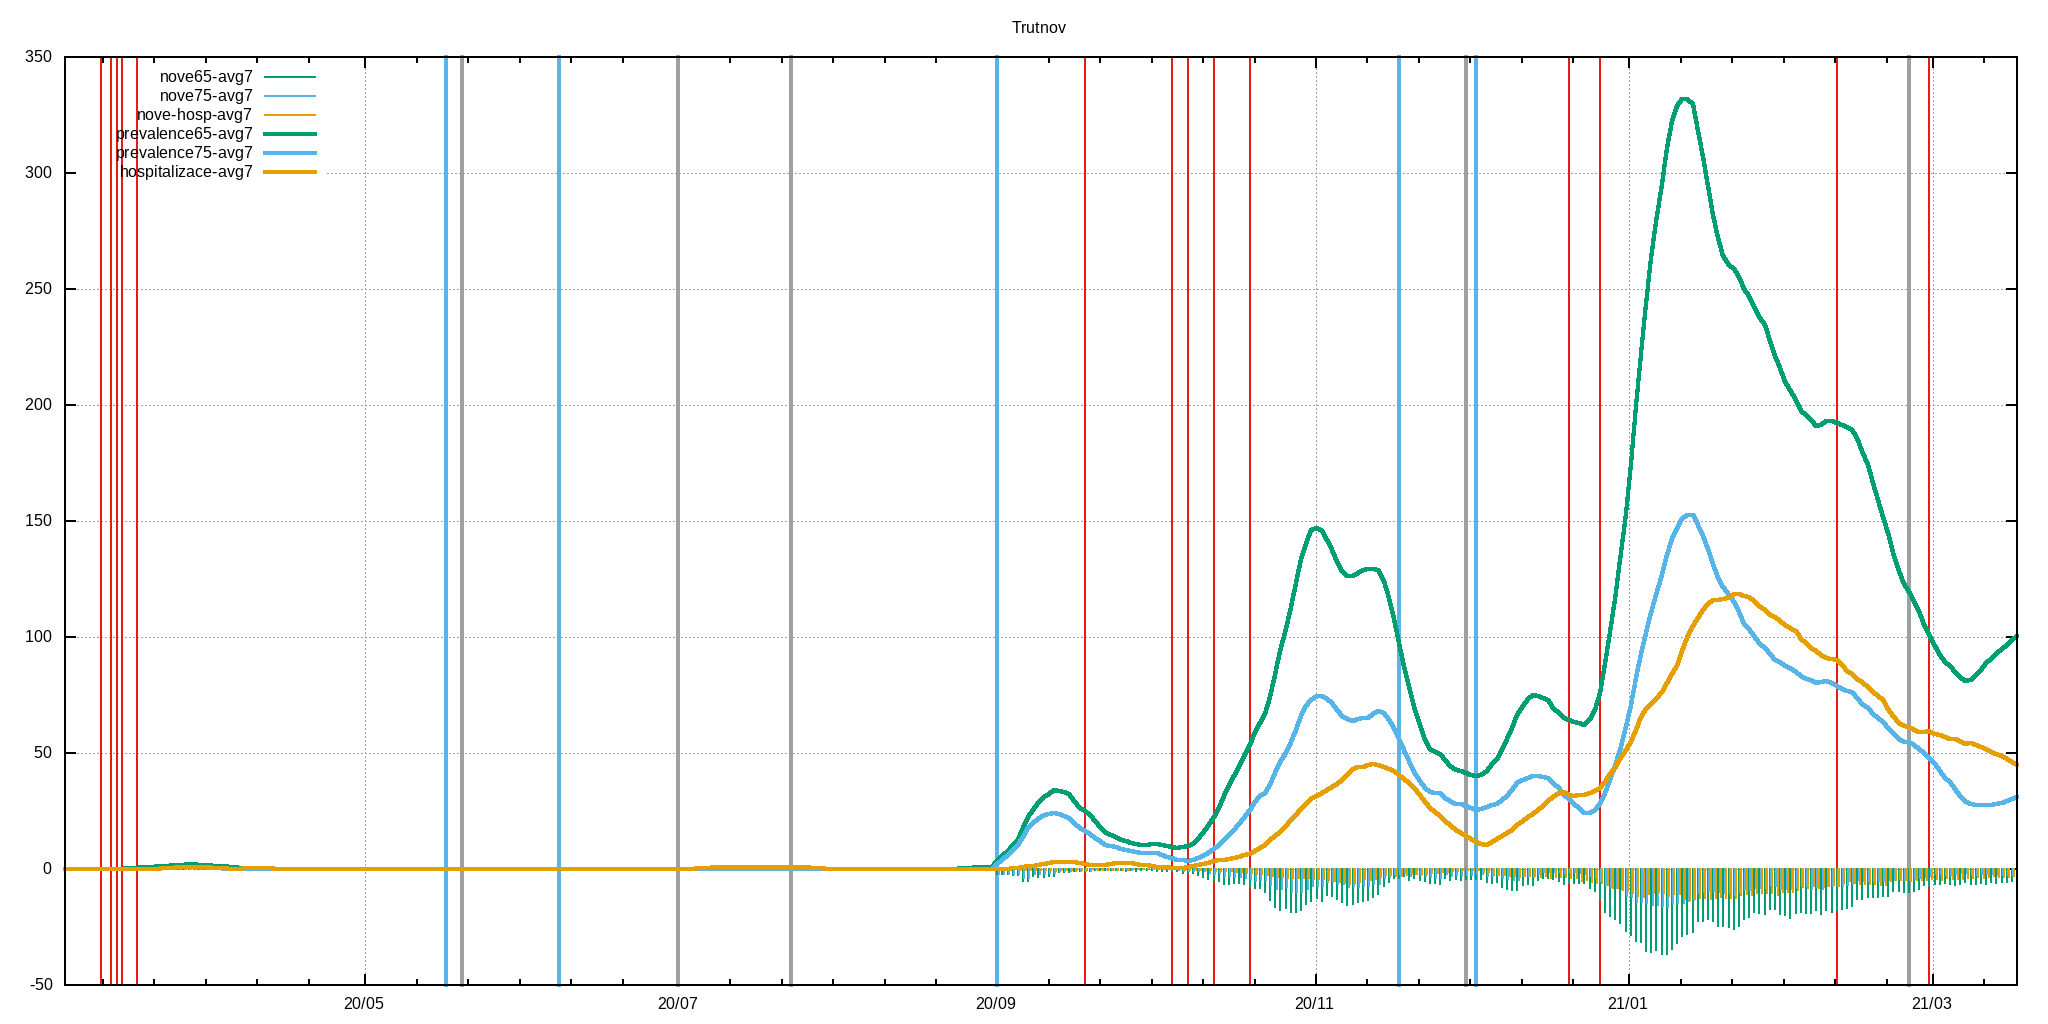 Trutnov
350
300
250
200
150
100
50
0
-50
nove65-avg7
nove75-avg7
nove-hosp-avg7
prevalence65-avg7
prevalence75-avg7
hospitalizace-avg7
20/05 20/07 20/09 20/11 21/01 21/03